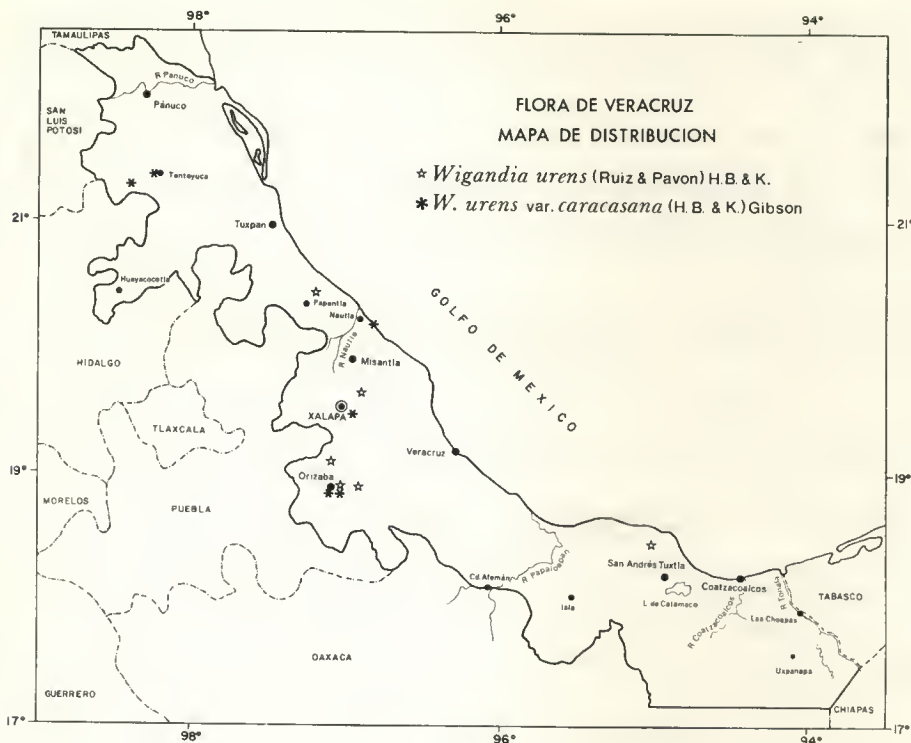 98°
96°
94°
TAMAULIPAS
R Panuco
Pánuco
SAN
LUIS
POTOSI
FLORA DE VERACRUZ
MAPA DE DISTRIBUCION
☆ Wigandia urens (Ruiz & Pavon) H.B. & K.
* W. urens var. caracasana (H.B. & K.) Gibson
Tantoyuca
21°
21°
Tuxpan
Huayacocotla
Papantla
Nautla
R Nautla
GOLFO DE MEXICO
HIDALGO
Misantla
XALAPA
TLAXCALA
Veracruz
19°
19°
Orizaba
MORELOS
PUEBLA
San Andrés Tuxtla
Cd. Alemán
R Papaloapan
Coatzacoalcos
R Tonalá
TABASCO
Isla
L de Catemaco
R Coatzacoalcos
Las Choapas
OAXACA
Uxpanapa
GUERRERO
CHIAPAS
17°
17°
98°
96°
94°